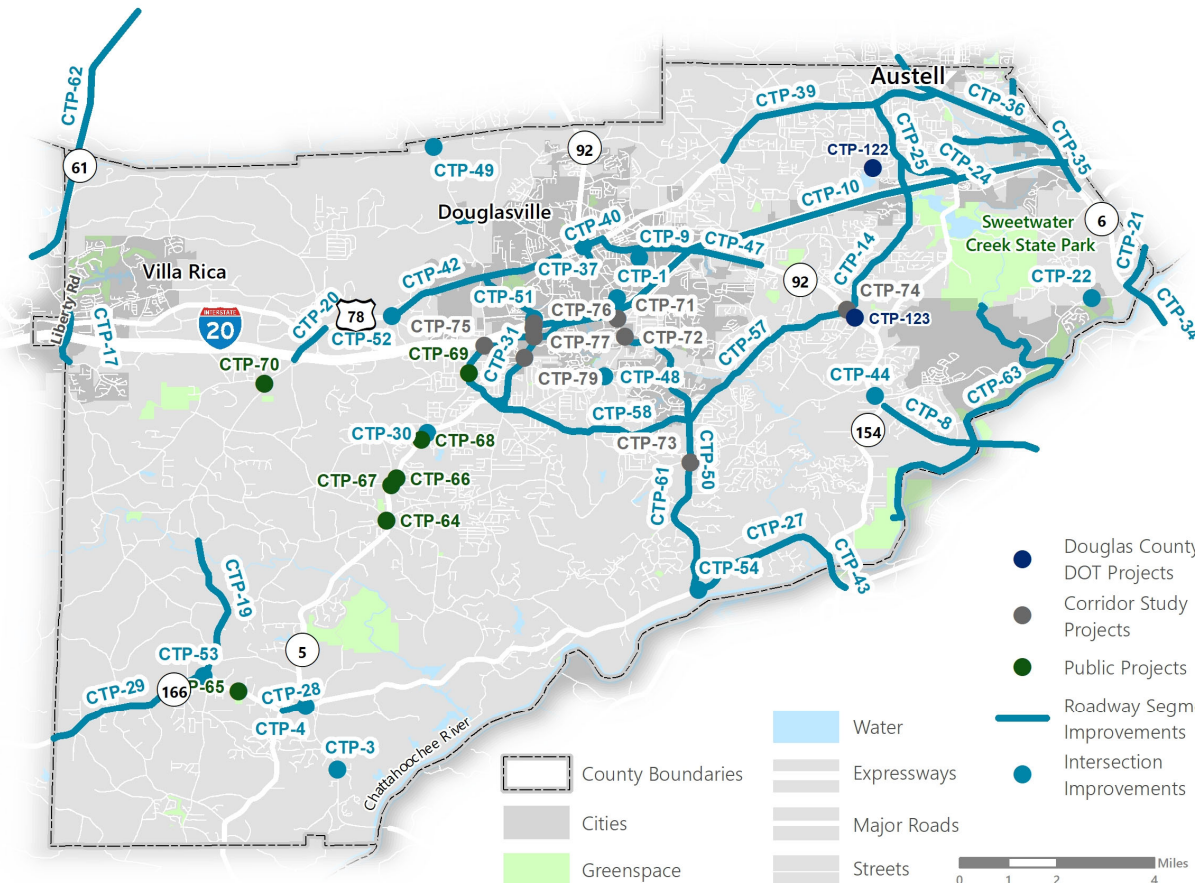 Austell
CTP-62
CTP-39
CTP-36
61
CTP-49
92
CTP-122
CTP-25
CTP-24
CTP-35
CTP-10
Douglasville
CTP-40
CTP-9
CTP-47
Sweetwater
Creek State Park
6
CTP-21
Villa Rica
CTP-42
CTP-37
CTP-1
CTP-14
92
CTP-22
Liberty Rd
INTERSTATE
20
CTP-20
78
CTP-52
CTP-51
CTP-76
CTP-71
CTP-74
CTP-123
CTP-34
CTP-17
CTP-75
CTP-31
CTP-77
CTP-72
CTP-57
CTP-70
CTP-69
CTP-79
CTP-48
CTP-44
CTP-63
CTP-58
CTP-8
CTP-30
CTP-68
CTP-73
154
CTP-67
CTP-66
CTP-61
CTP-50
CTP-64
CTP-27
CTP-19
CTP-54
CTP-43
5
CTP-53
CTP-29
166
P-65
CTP-28
CTP-4
CTP-3
Chattahoochee River
County Boundaries
Cities
Greenspace
Water
Expressways
Major Roads
Streets
Douglas County
DOT Projects
Corridor Study
Projects
Public Projects
Roadway Segm
Improvements
Intersection
Improvements
Miles
0 1 2 4